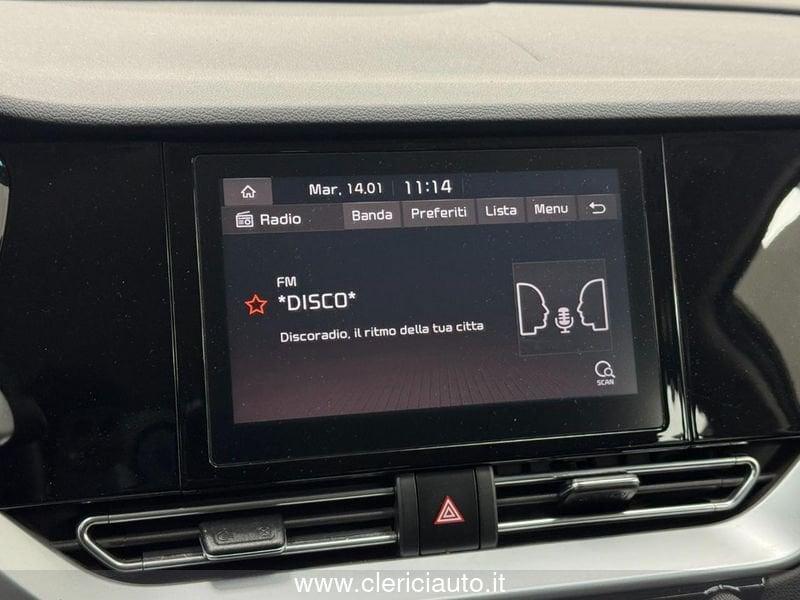 Mar. 14.01 11:14
Radio Banda Preferiti Lista Menu
FM
*DISCO*
Discoradio, il ritmo della tua citta
SCAN
www.clericiauto.it